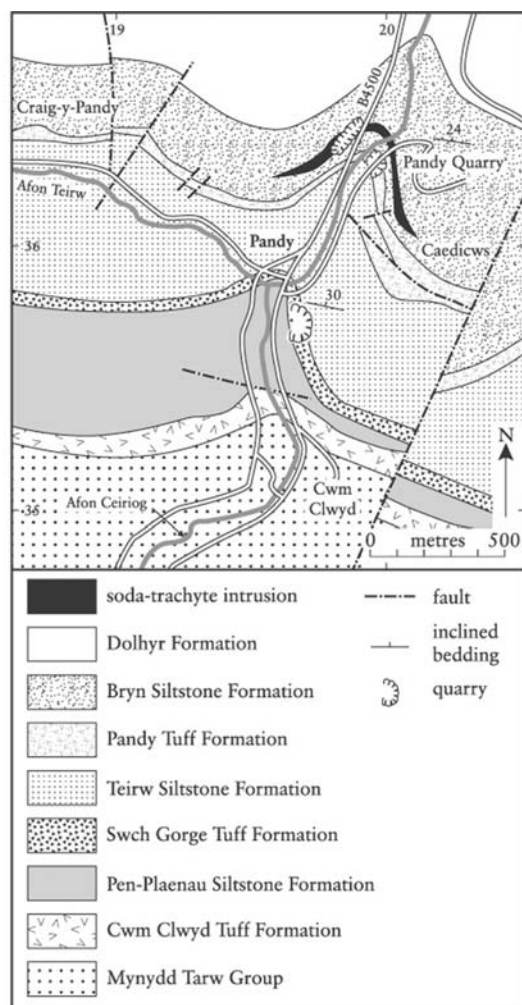 19
20
B4500
24
Craig-y-Pandy
Pandy Quarry
Afon Teirw
36
Pandy
Caedicws
30
N
Cwm
Clwyd
35
Afon Ceiriog
0
metres
500
soda-trachyte intrusion
fault
Dolhyr Formation
inclined
bedding
Bryn Siltstone Formation
quarry
Pandy Tuff Formation
Teirw Siltstone Formation
Swch Gorge Tuff Formation
Pen-Plaenau Siltstone Formation
Cwm Clwyd Tuff Formation
Mynydd Tarw Group